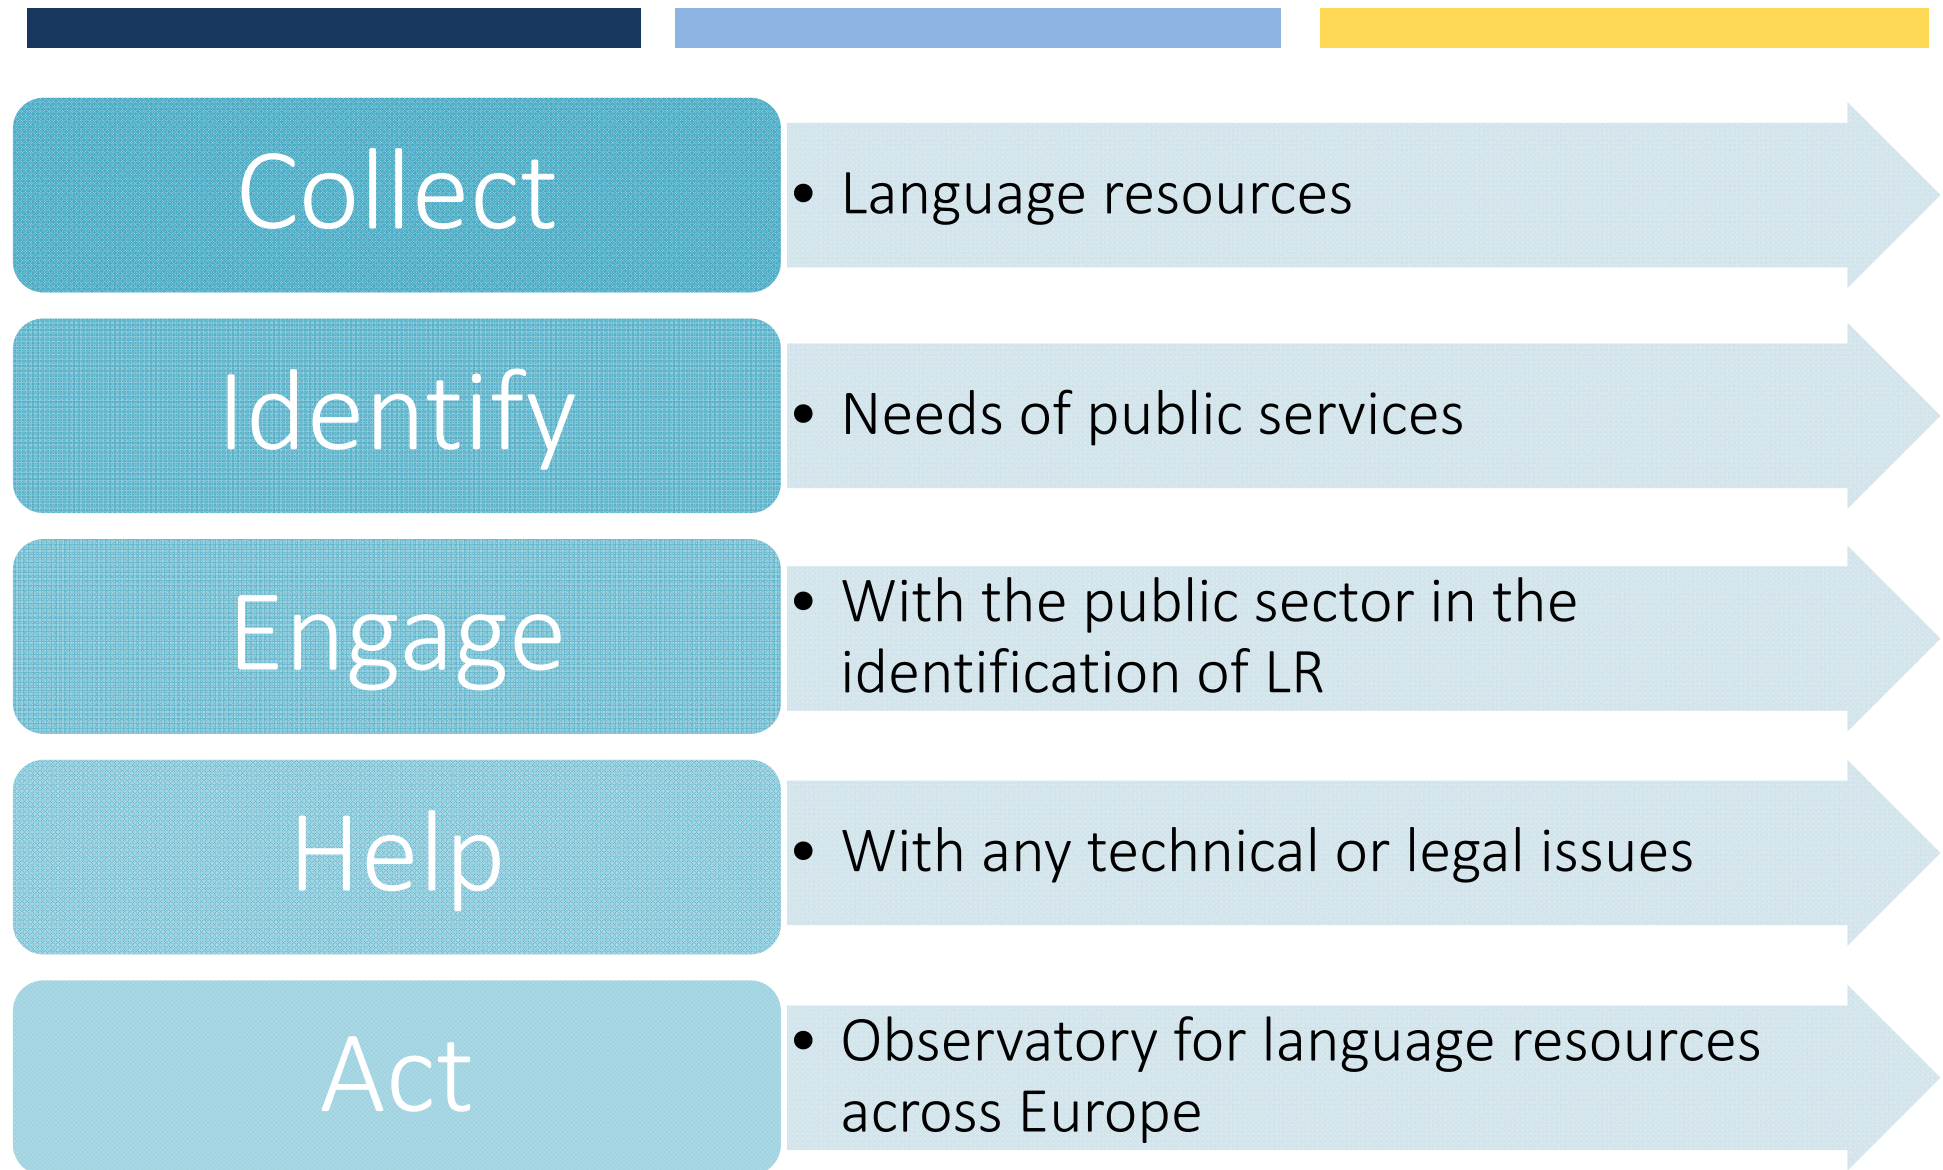 Collect
• Language resources
Identify
• Needs of public services
Engage
• With the public sector in the
identification of LR
Help
• With any technical or legal issues
Act
• Observatory for language resources
across Europe